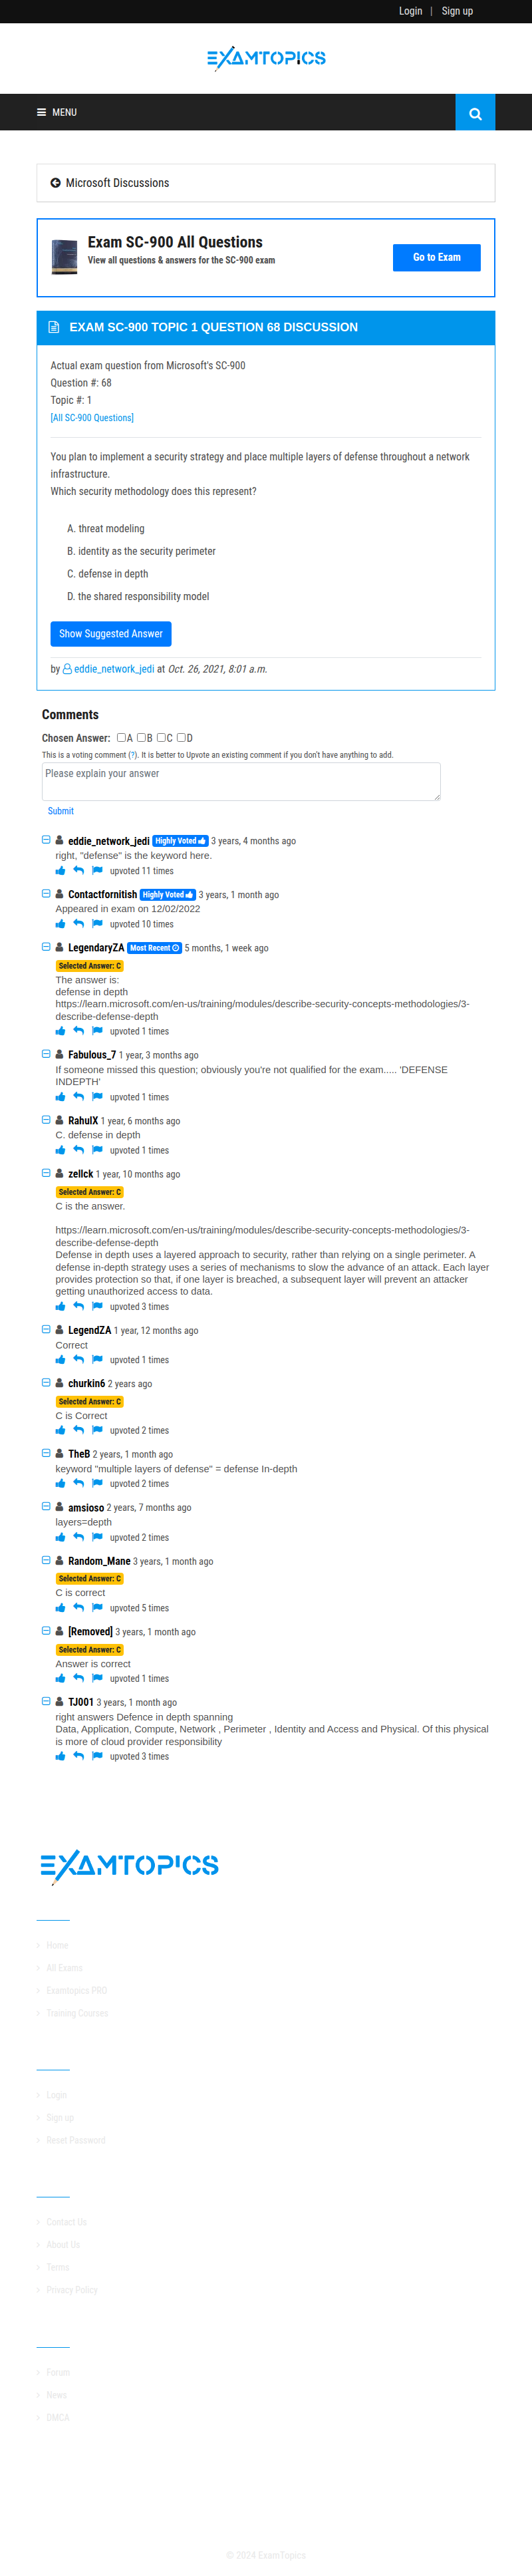 Login | Sign up
EXAMTOPICS
MENU
Microsoft Discussions
Exam SC-900 All Questions
View all questions & answers for the SC-900 exam
Go to Exam
EXAM SC-900 TOPIC 1 QUESTION 68 DISCUSSION
Actual exam question from Microsoft's SC-900
Question #: 68
Topic #: 1
[All SC-900 Questions]
You plan to implement a security strategy and place multiple layers of defense throughout a network
infrastructure.
Which security methodology does this represent?
A. threat modeling
B. identity as the security perimeter
C. defense in depth
D. the shared responsibility model
Show Suggested Answer
by eddie_network_jedi at Oct. 26, 2021, 8:01 a.m.
Comments
Chosen Answer: A B C D
This is a voting comment (?). It is better to Upvote an existing comment if you don't have anything to add.
Please explain your answer
Submit
eddie_network_jedi Highly Voted 3 years, 4 months ago
right, "defense" is the keyword here.
upvoted 11 times
Contactfornitish Highly Voted 3 years, 1 month ago
Appeared in exam on 12/02/2022
upvoted 10 times
LegendaryZA Most Recent 5 months, 1 week ago
Selected Answer: C
The answer is:
defense in depth
https://learn.microsoft.com/en-us/training/modules/describe-security-concepts-methodologies/3-
describe-defense-depth
upvoted 1 times
Fabulous_7 1 year, 3 months ago
If someone missed this question; obviously you're not qualified for the exam..... 'DEFENSE
INDEPTH'
upvoted 1 times
RahulX 1 year, 6 months ago
C. defense in depth
upvoted 1 times
zellck 1 year, 10 months ago
Selected Answer: C
C is the answer.
https://learn.microsoft.com/en-us/training/modules/describe-security-concepts-methodologies/3-
describe-defense-depth
Defense in depth uses a layered approach to security, rather than relying on a single perimeter. A
defense in-depth strategy uses a series of mechanisms to slow the advance of an attack. Each layer
provides protection so that, if one layer is breached, a subsequent layer will prevent an attacker
getting unauthorized access to data.
upvoted 3 times
LegendZA 1 year, 12 months ago
Correct
upvoted 1 times
churkin6 2 years ago
Selected Answer: C
C is Correct
upvoted 2 times
TheB 2 years, 1 month ago
keyword "multiple layers of defense" = defense In-depth
upvoted 2 times
amsioso 2 years, 7 months ago
layers=depth
upvoted 2 times
Random_Mane 3 years, 1 month ago
Selected Answer: C
C is correct
upvoted 5 times
[Removed] 3 years, 1 month ago
Selected Answer: C
Answer is correct
upvoted 1 times
TJ001 3 years, 1 month ago
right answers Defence in depth spanning
Data, Application, Compute, Network , Perimeter , Identity and Access and Physical. Of this physical
is more of cloud provider responsibility
upvoted 3 times
EXAMTOPICS
Home
All Exams
Examtopics PRO
Training Courses
Login
Sign up
Reset Password
Contact Us
About Us
Terms
Privacy Policy
Forum
News
DMCA
© 2024 ExamTopics